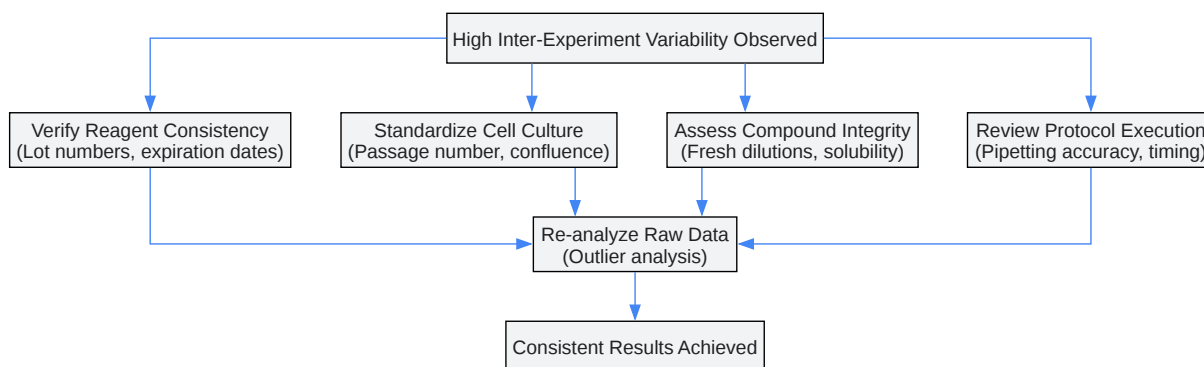 High Inter-Experiment Variability Observed
Verify Reagent Consistency
(Lot numbers, expiration dates)
Standardize Cell Culture
(Passage number, confluence)
Assess Compound Integrity
(Fresh dilutions, solubility)
Review Protocol Execution
(Pipetting accuracy, timing)
Re-analyze Raw Data
(Outlier analysis)
Consistent Results Achieved